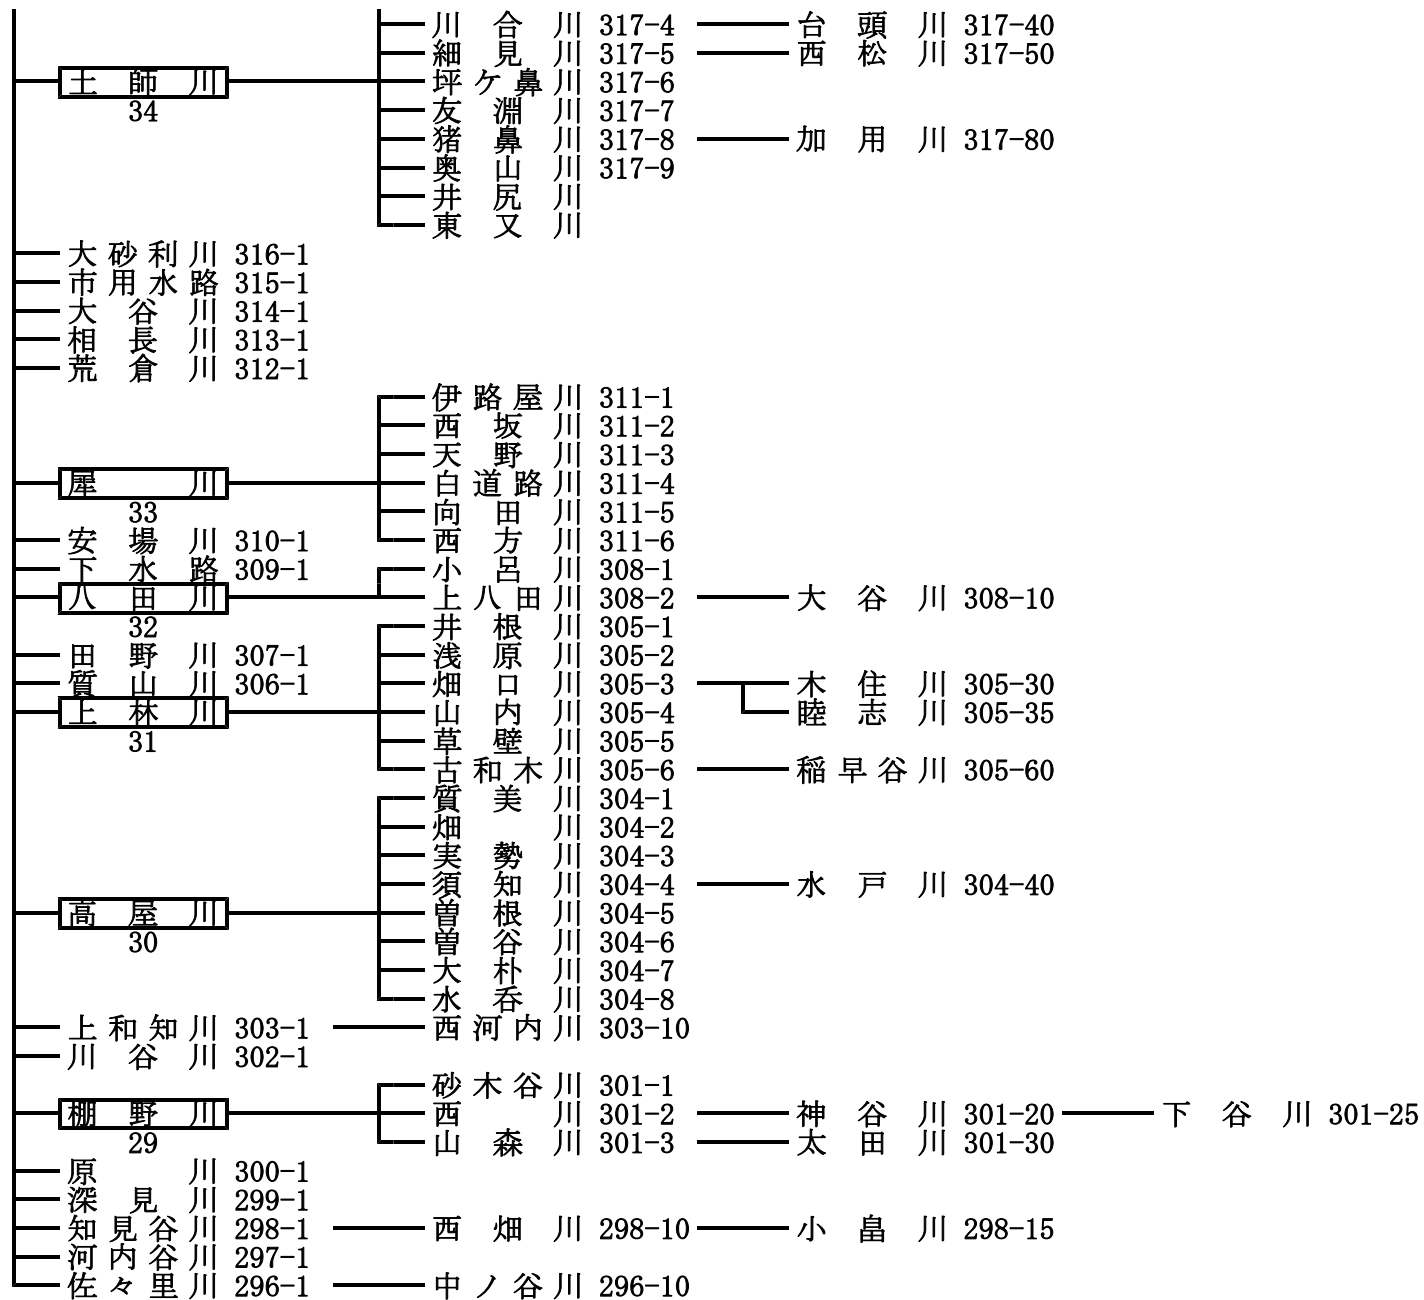 川合川 317-4 台頭川 317-40
細見川 317-5 西松川 317-50
土師川 坪ケ鼻川 317-6
34 友淵川 317-7
猪鼻川 317-8 加用川 317-80
奥山川 317-9
井尻川
東又川
大砂利川 316-1
市用水路 315-1
大谷川 314-1
相長川 313-1
荒倉川 312-1
伊路屋川 311-1
西坂川 311-2
天野川 311-3
犀川 白道路川 311-4
33 向田川 311-5
安場川 310-1 西方川 311-6
下水路 309-1 小呂川 308-1
八田川 上八田川 308-2 大谷川 308-10
32 井根川 305-1
田野川 307-1 浅原川 305-2
質山川 306-1 畑口川 305-3 木住川 305-30
上林川 山内川 305-4 睦志川 305-35
31 草壁川 305-5
古和木川 305-6 稲早谷川 305-60
質美川 304-1
畑川 304-2
実勢川 304-3
須知川 304-4 水戸川 304-40
高屋川 曽根川 304-5
30 曽谷川 304-6
大朴川 304-7
水呑川 304-8
上和知川 303-1 西河内川 303-10
川谷川 302-1
砂木谷川 301-1
棚野川 西川 301-2 神谷川 301-20 下谷川 301-25
29 山森川 301-3 太田川 301-30
原川 300-1
深見川 299-1
知見谷川 298-1 西畑川 298-10 小畠川 298-15
河内谷川 297-1
佐々里川 296-1 中ノ谷川 296-10